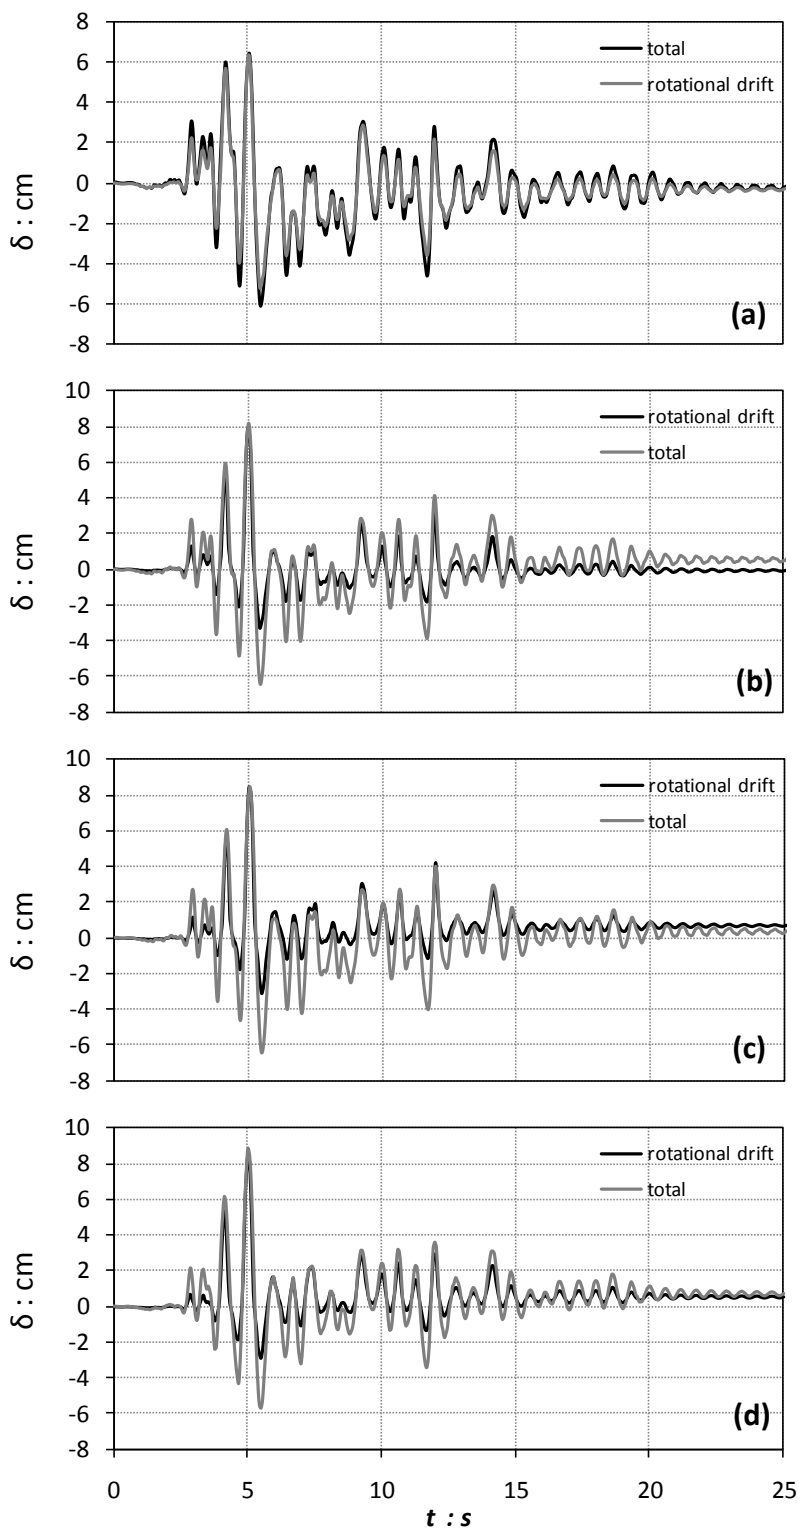 8
6
4
2
0
-2
-4
-6
-8
δ : cm
total
rotational drift
(a)
10
8
6
4
2
0
-2
-4
-6
-8
δ : cm
rotational drift
total
(b)
10
8
6
4
2
0
-2
-4
-6
-8
δ : cm
rotational drift
total
(c)
10
8
6
4
2
0
-2
-4
-6
-8
δ : cm
rotational drift
total
(d)
0 5 10 15 20 25
t : s